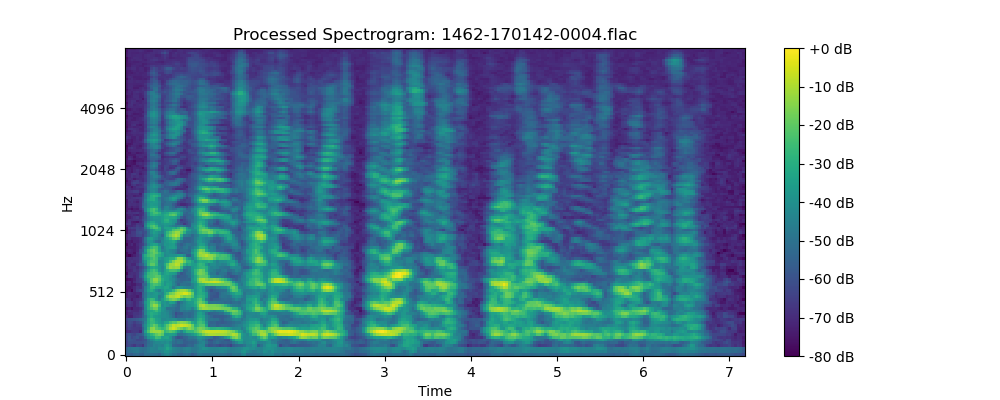 Processed Spectrogram: 1462-170142-0004.flac
+0 dB
-10 dB
-20 dB
-30 dB
-40 dB
-50 dB
-60 dB
-70 dB
-80 dB
4096
2048
1024
512
0
Hz
0 1 2 3 4 5 6 7
Time